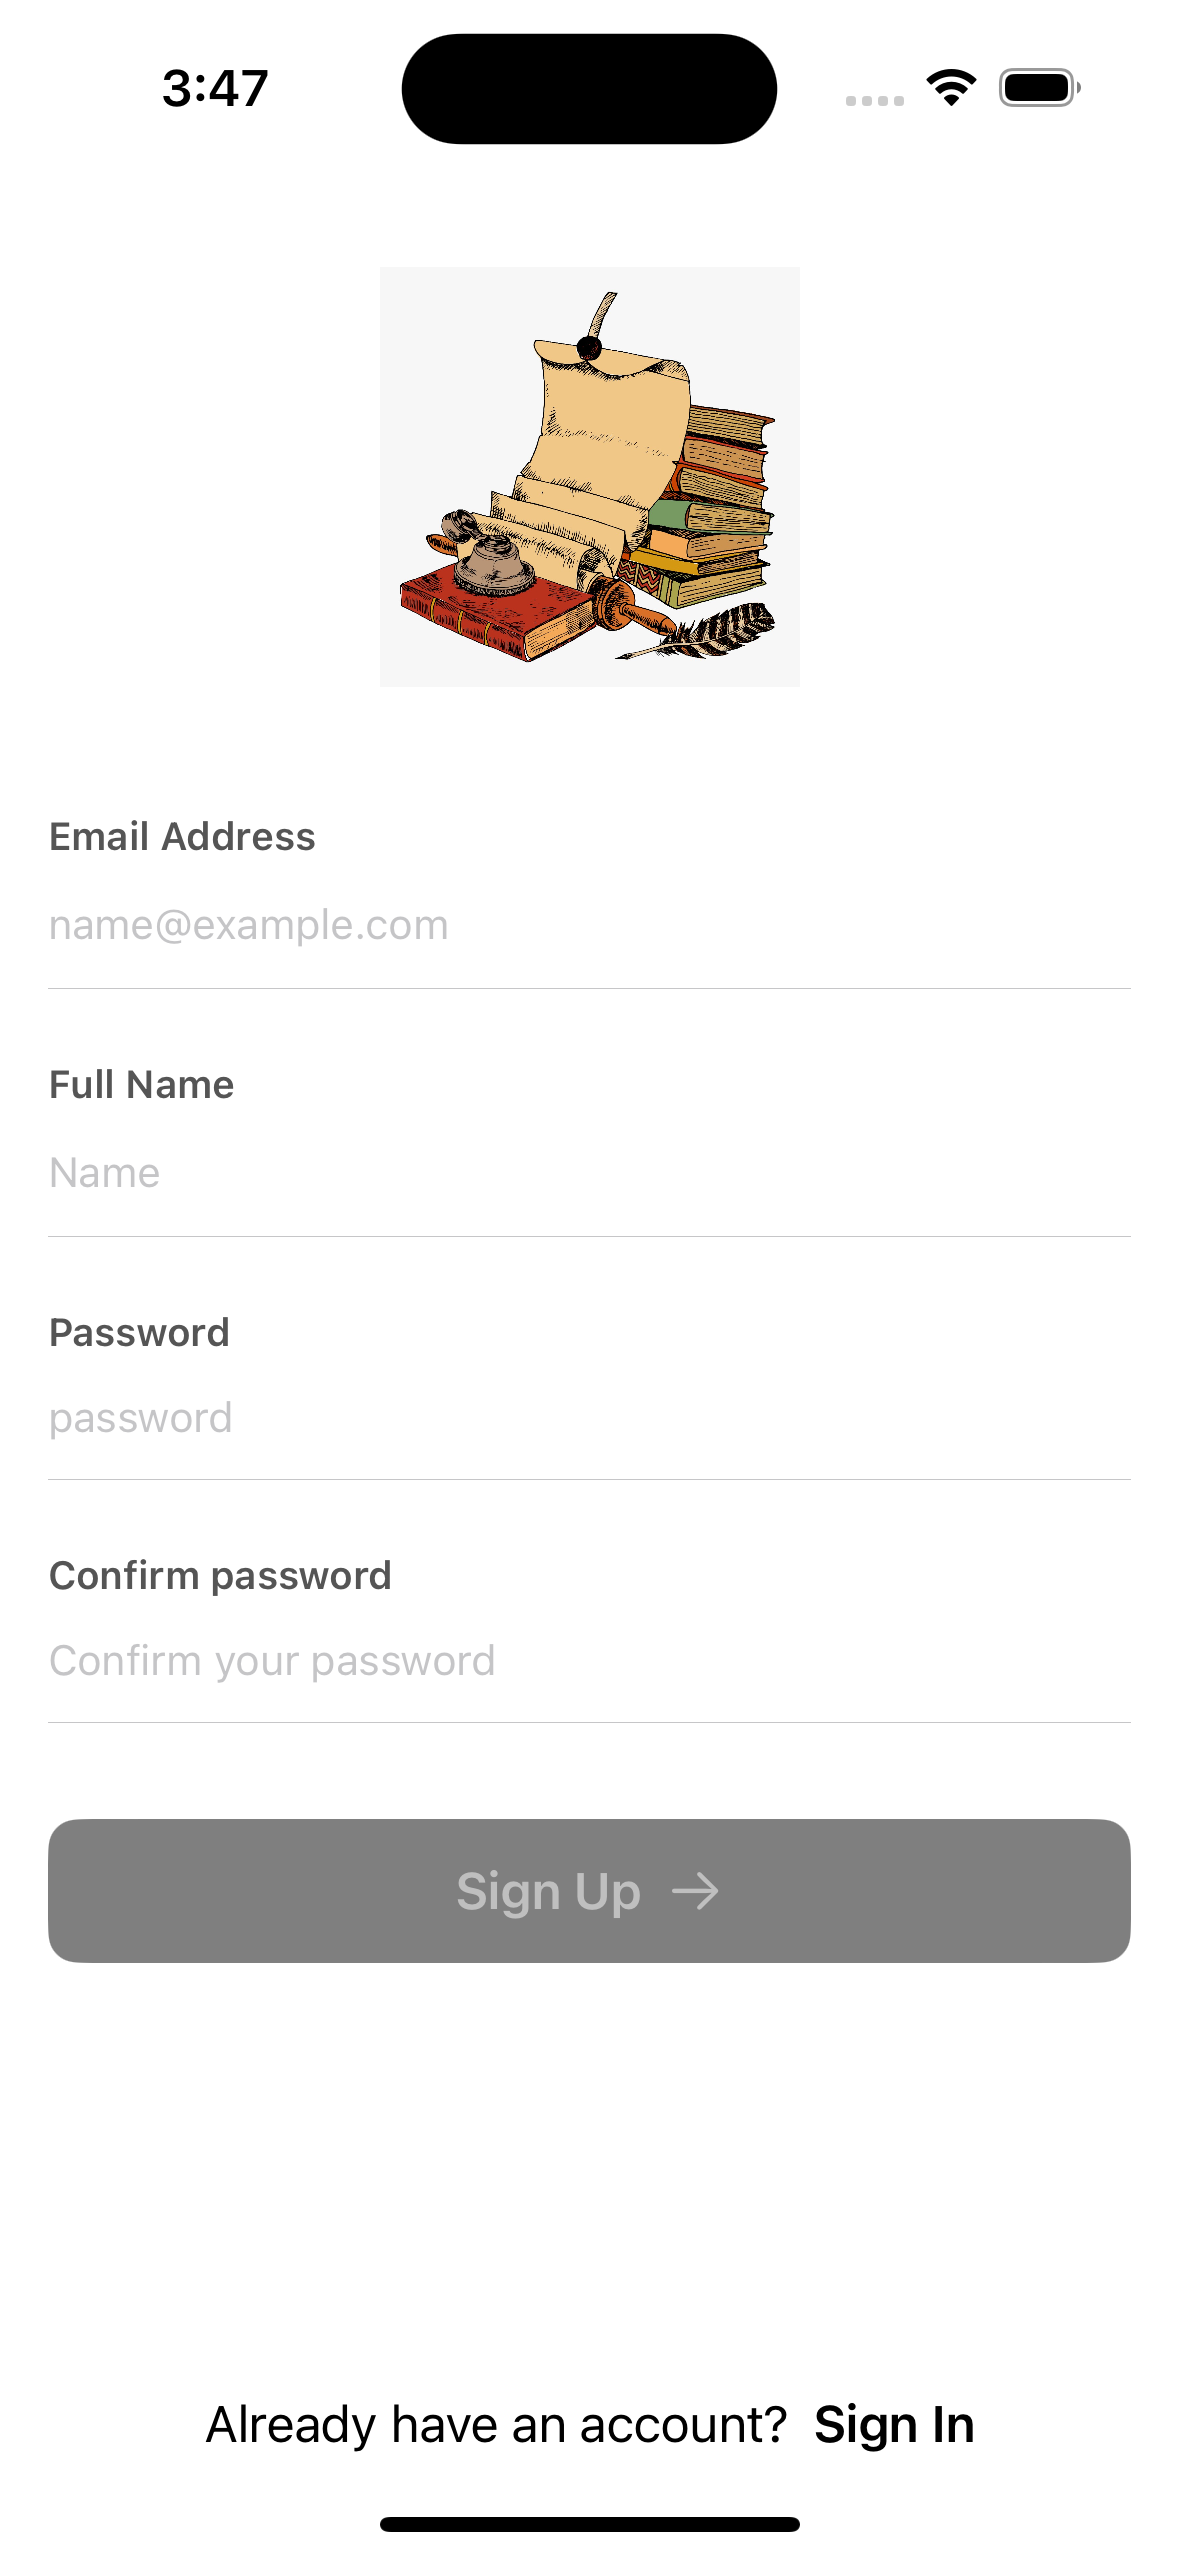 3:47
Email Address
name@example.com
Full Name
Name
Password
password
Confirm password
Confirm your password
Sign Up →
Already have an account? Sign In